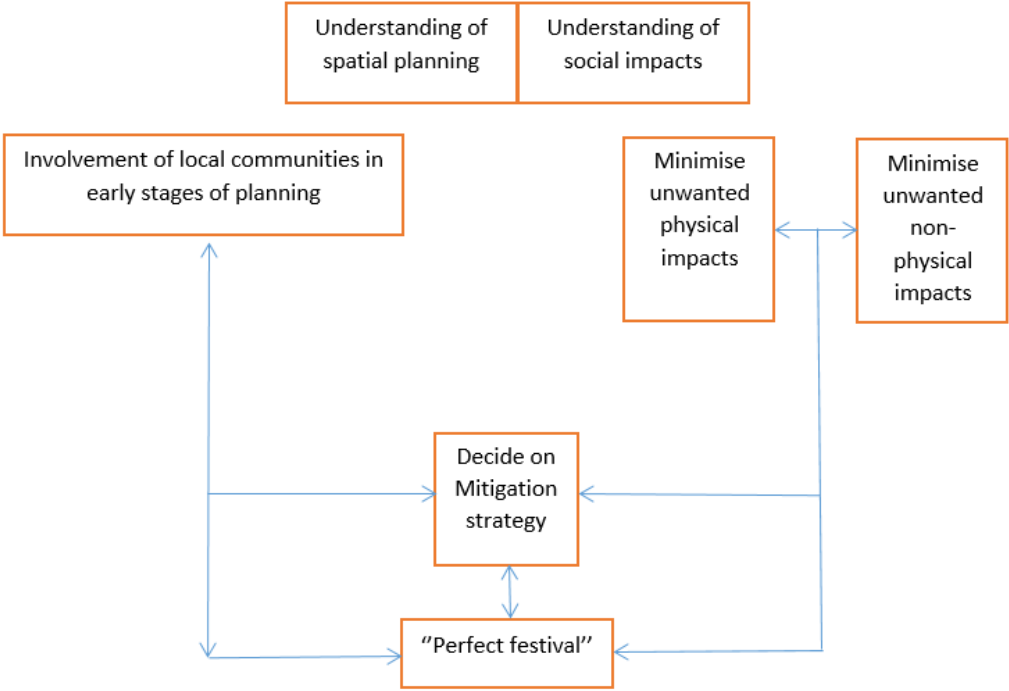 Understanding of
spatial planning
Understanding of
social impacts
Involvement of local communities in
early stages of planning
Minimise
unwanted
physical
impacts
Minimise
unwanted
non-
physical
impacts
Decide on
Mitigation
strategy
‘’Perfect festival’’